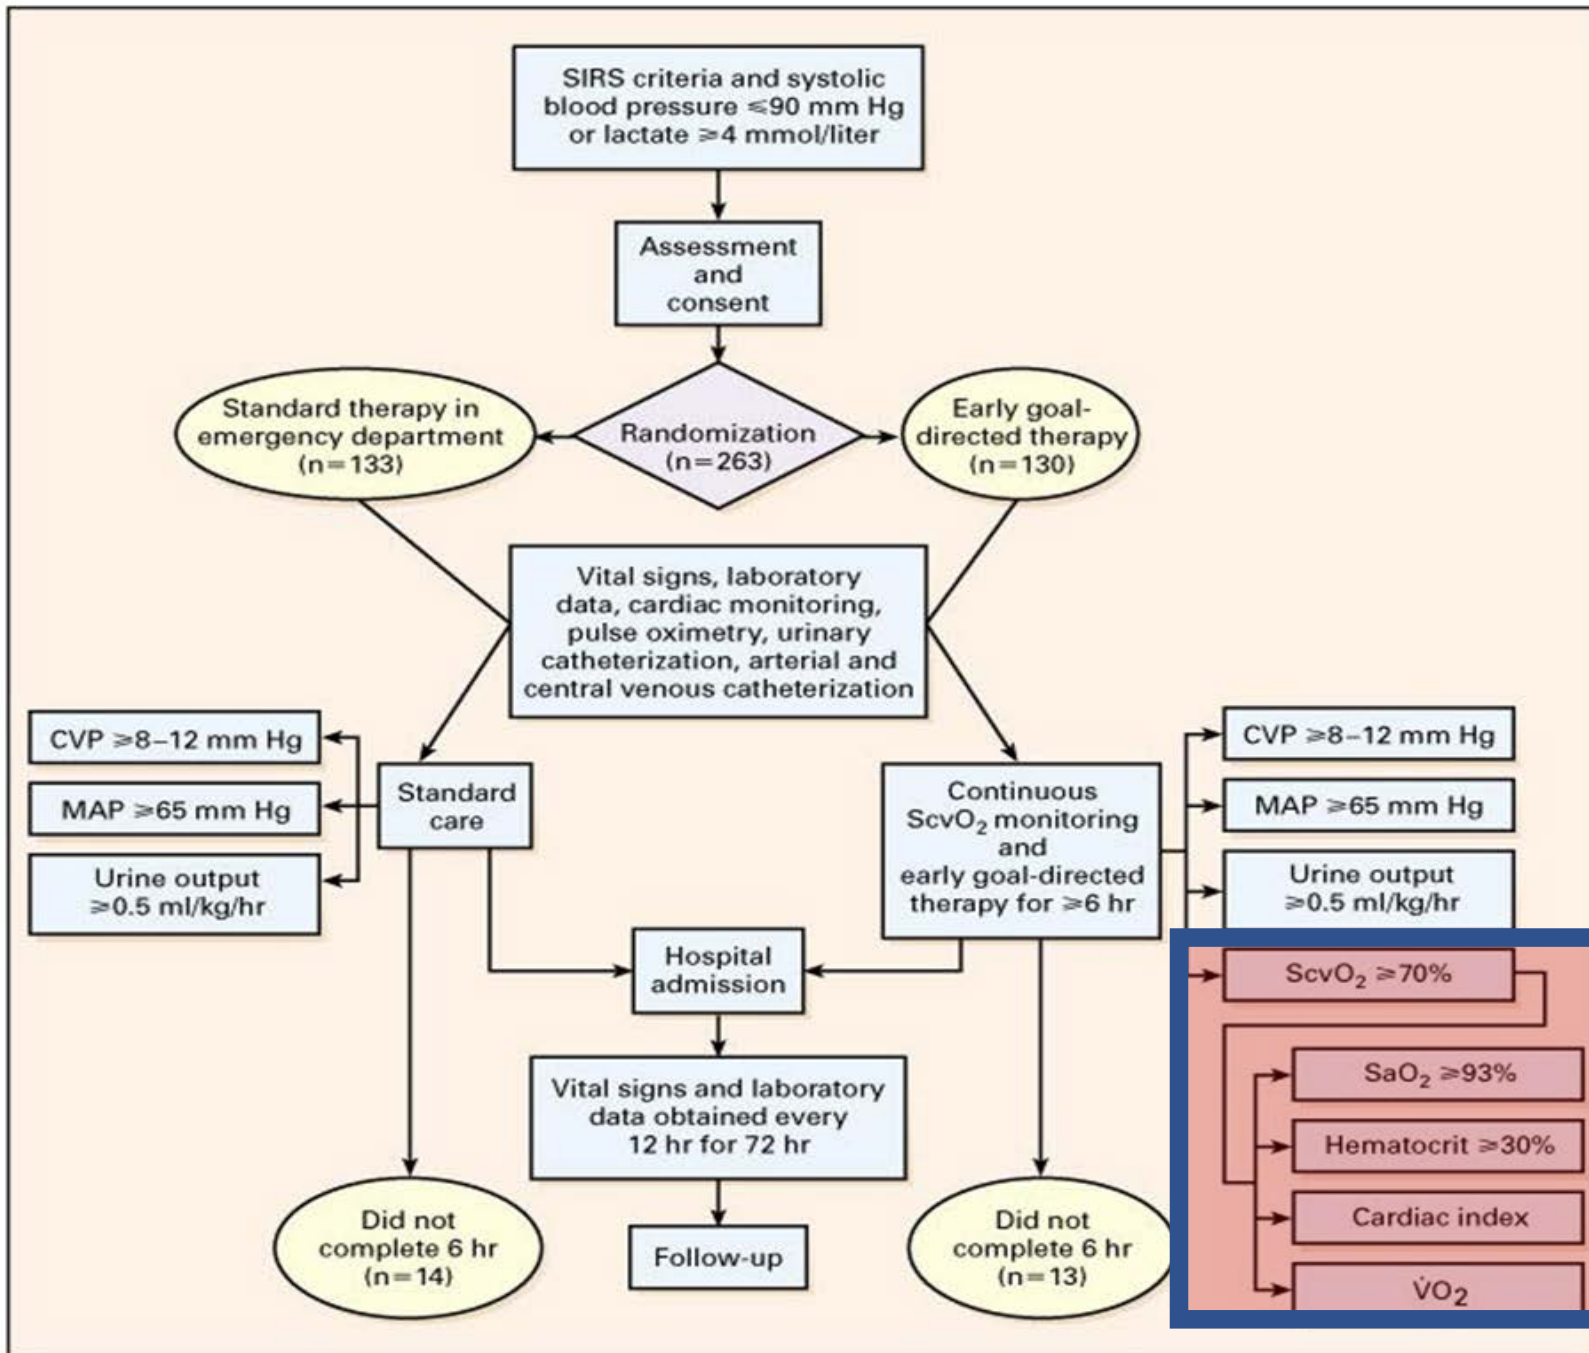 SIRS criteria and systolic
blood pressure ≤90 mm Hg
or lactate ≥4 mmol/liter
Assessment
and
consent
Standard therapy in
emergency department
(n=133)
Randomization
(n=263)
Early goal-
directed therapy
(n=130)
Vital signs, laboratory
data, cardiac monitoring,
pulse oximetry, urinary
catheterization, arterial and
central venous catheterization
CVP ≥8–12 mm Hg
MAP ≥65 mm Hg
Urine output
≥0.5 ml/kg/hr
Standard
care
Continuous
ScvO₂ monitoring
and
early goal-directed
therapy for ≥6 hr
CVP ≥8–12 mm Hg
MAP ≥65 mm Hg
Urine output
≥0.5 ml/kg/hr
ScvO₂ ≥70%
SaO₂ ≥93%
Hematocrit ≥30%
Cardiac index
V̇O₂
Hospital
admission
Vital signs and laboratory
data obtained every
12 hr for 72 hr
Follow-up
Did not
complete 6 hr
(n=14)
Did not
complete 6 hr
(n=13)